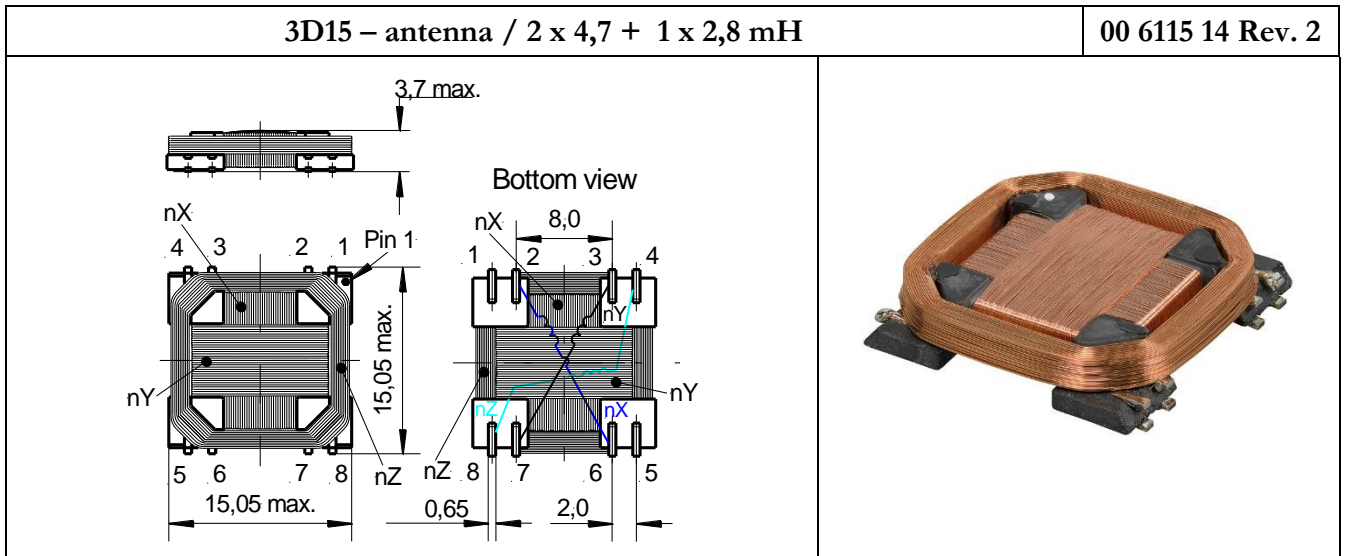 3D15 – antenna / 2 x 4,7 + 1 x 2,8 mH
00 6115 14 Rev. 2
3,7 max.
Bottom view
nX
4 3 2 1 Pin 1
nY
nZ
5 6 7 8
15,05 max.
15,05 max.
nX
8,0
1 2 3 4
nY
nY
nZ
nX
nZ
8 7 6 5
0,65
2,0